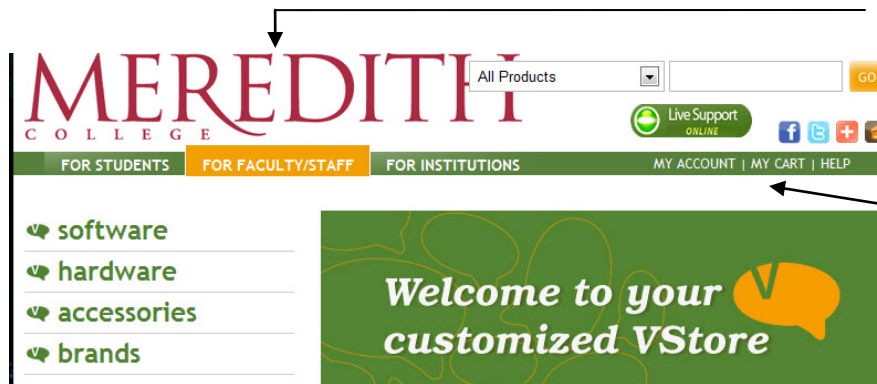 MEREDITH
COLLEGE
All Products
GO
Live Support
ONLINE
FOR STUDENTS FOR FACULTY/STAFF FOR INSTITUTIONS MY ACCOUNT | MY CART | HELP
software
hardware
accessories
brands
Welcome to your
customized VStore